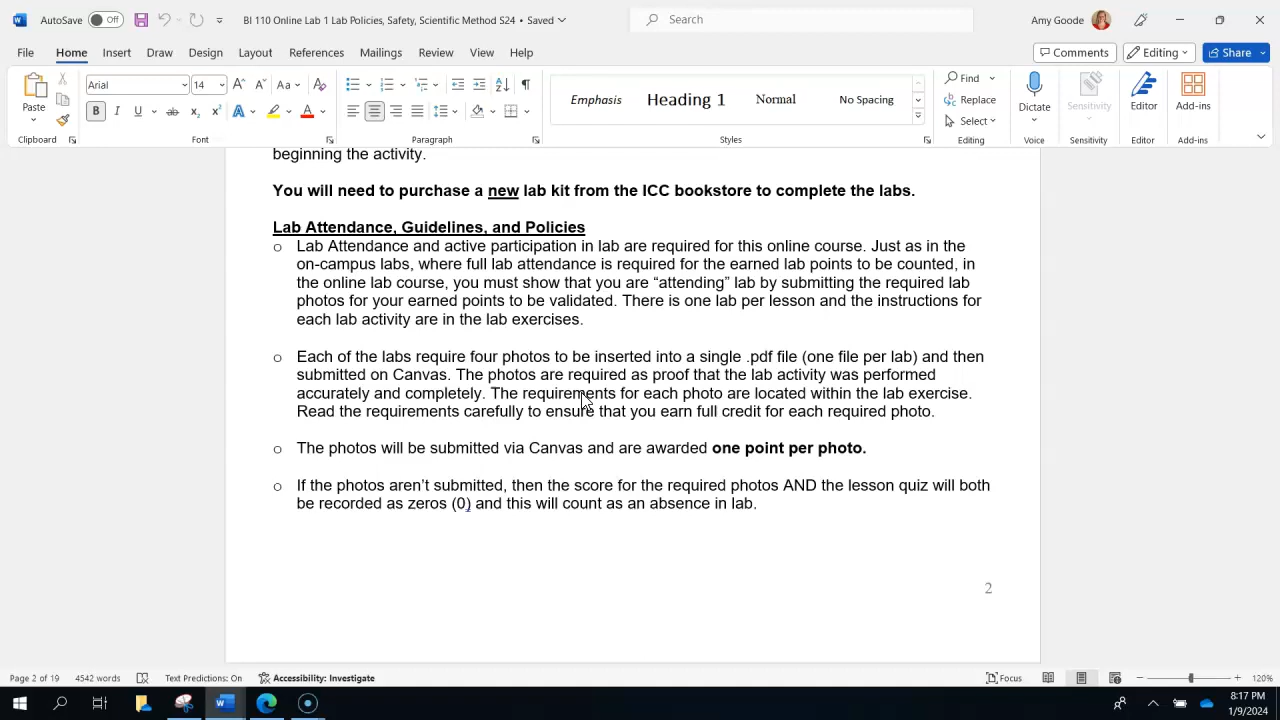 AutoSave Off BI 110 Online Lab 1 Lab Policies, Safety, Scientific Method S24 • Saved Search Amy Goode
File Home Insert Draw Design Layout References Mailings Review View Help Comments Editing Share
Paste Arial 14 Aa Emphasis Heading 1 Normal No Spacing Find Replace Select Dictate Sensitivity Editor Add-ins
Clipboard Font Paragraph Styles Editing Voice Sensitivity Editor Add-ins
beginning the activity.
You will need to purchase a new lab kit from the ICC bookstore to complete the labs.
Lab Attendance, Guidelines, and Policies
o Lab Attendance and active participation in lab are required for this online course. Just as in the
on-campus labs, where full lab attendance is required for the earned lab points to be counted, in
the online lab course, you must show that you are “attending” lab by submitting the required lab
photos for your earned points to be validated. There is one lab per lesson and the instructions for
each lab activity are in the lab exercises.
o Each of the labs require four photos to be inserted into a single .pdf file (one file per lab) and then
submitted on Canvas. The photos are required as proof that the lab activity was performed
accurately and completely. The requirements for each photo are located within the lab exercise.
Read the requirements carefully to ensure that you earn full credit for each required photo.
o The photos will be submitted via Canvas and are awarded one point per photo.
o If the photos aren’t submitted, then the score for the required photos AND the lesson quiz will both
be recorded as zeros (0) and this will count as an absence in lab.
2
Page 2 of 19 4542 words Text Predictions: On Accessibility: Investigate Focus 120%
8:17 PM
1/9/2024